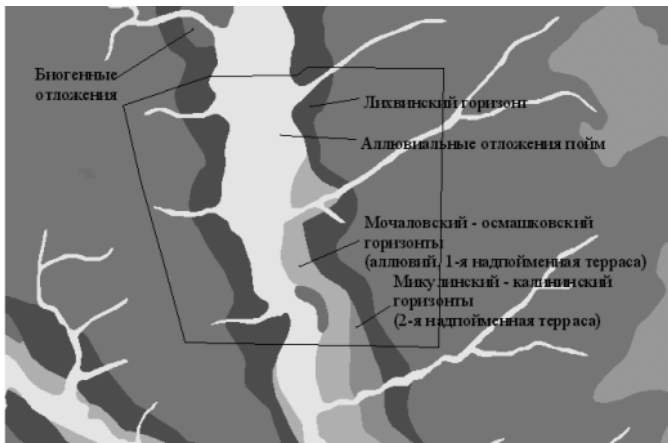 Биогенные
отложения
Лихвинский горизонт
Аллювиальные отложения пойм
Мочаловский - осмашковский
горизонты
(аллювий, 1-я надпойменная терраса)
Микулинский - калининский
горизонты
(2-я надпойменная терраса)